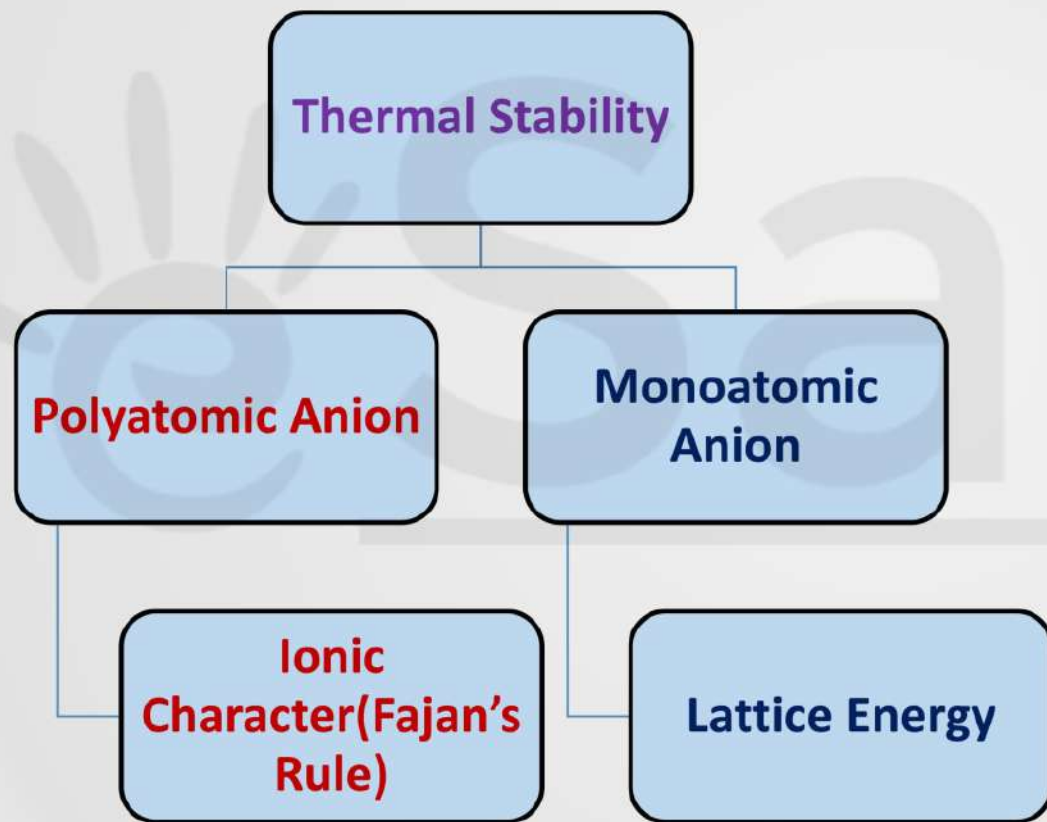 Thermal Stability
Polyatomic Anion
Monoatomic
Anion
Ionic
Character(Fajan’s
Rule)
Lattice Energy